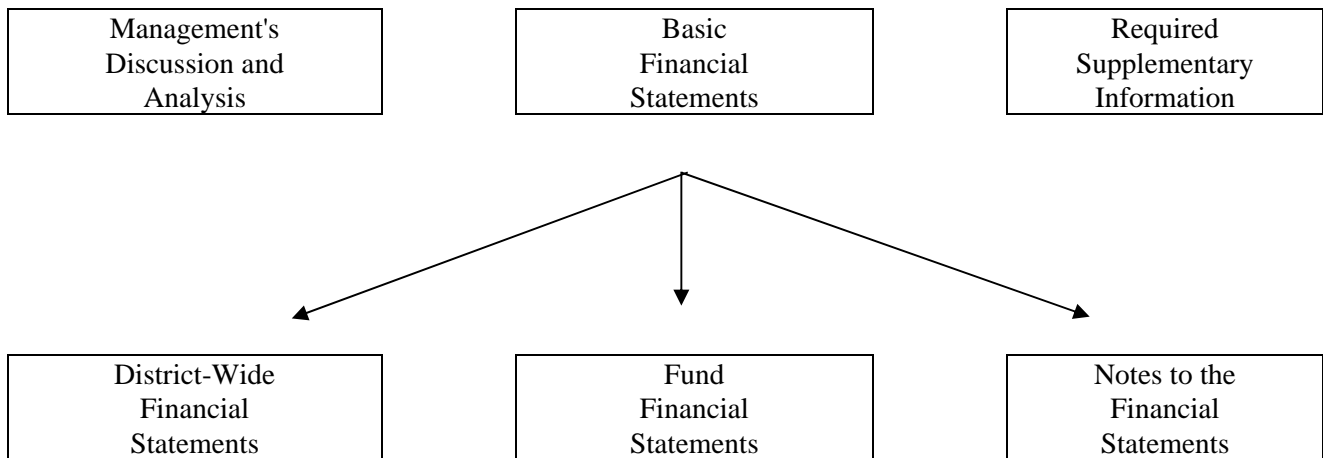 Management's
Discussion and
Analysis
Basic
Financial
Statements
Required
Supplementary
Information
District-Wide
Financial
Statements
Fund
Financial
Statements
Notes to the
Financial
Statements